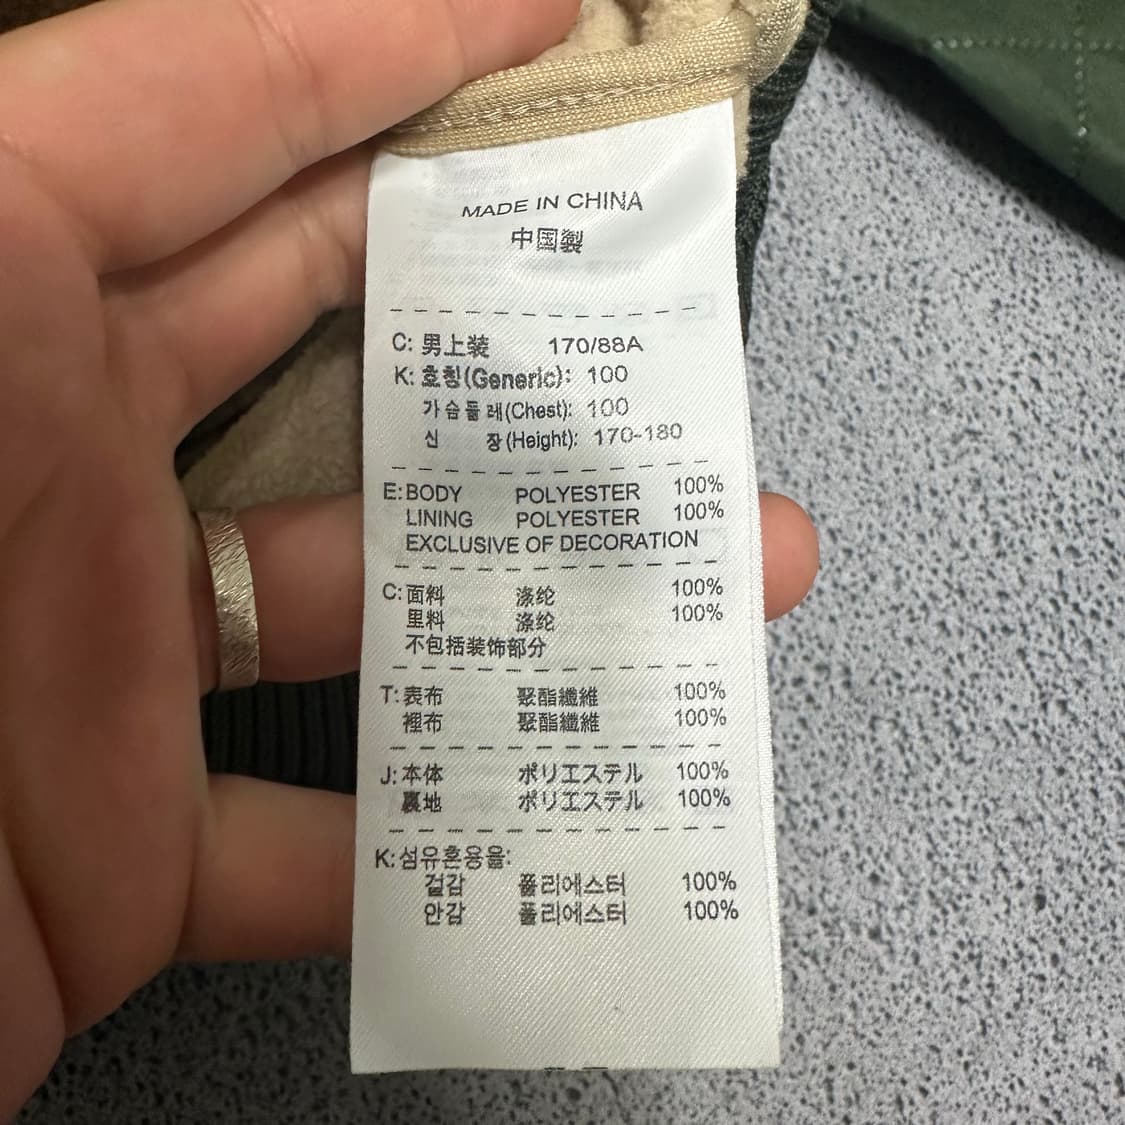 MADE IN CHINA
中国製
C: 男上装 170/88A
K: 호칭(Generic): 100
가슴둘레(Chest): 100
신 장(Height): 170-180
E: BODY POLYESTER 100%
LINING POLYESTER 100%
EXCLUSIVE OF DECORATION
C: 面料 涤纶 100%
里料 涤纶 100%
不包括装饰部分
T: 表布 聚酯纖維 100%
裡布 聚酯纖維 100%
J: 本体 ポリエステル 100%
裏地 ポリエステル 100%
K: 섬유혼용율:
겉감 폴리에스터 100%
안감 폴리에스터 100%